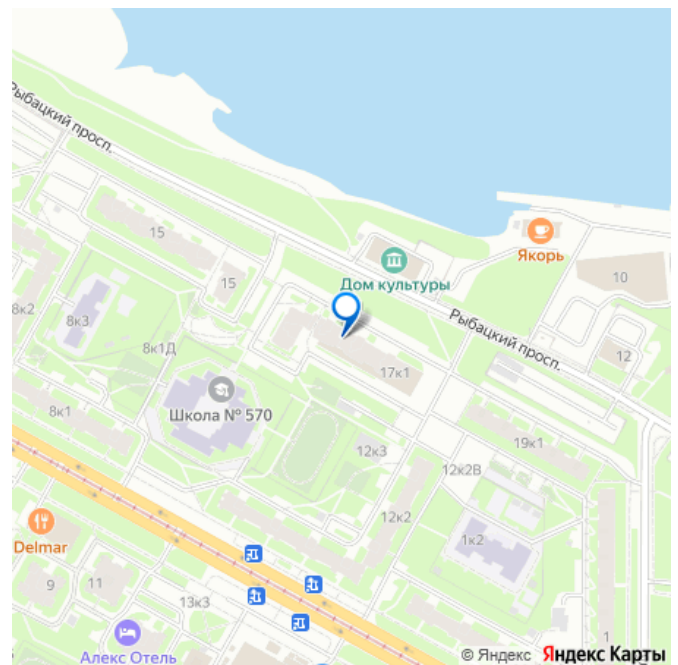 Рыбацкий просп.
15
Якорь
Дом культуры
10
15
8к2
8к3
Рыбацкий просп.
8к1Д
12
17к1
8к1
Школа № 570
19к1
12к3
12к2В
12к2
Delmar
1к2
9
11
13к3
1
Алекс Отель
© Яндекс Яндекс Карты